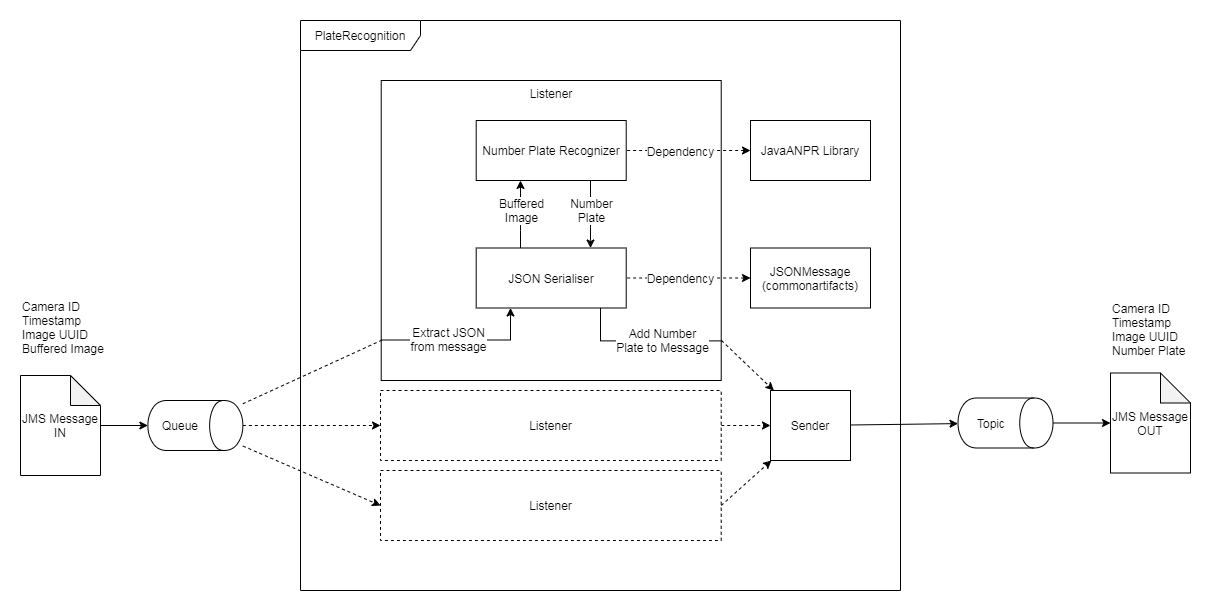 PlateRecognition
Listener
Number Plate Recognizer
Dependency
JavaANPR Library
Buffered
Image
Number
Plate
JSON Serialiser
Dependency
JSONMessage
(commonartifacts)
Extract JSON
from message
Add Number
Plate to Message
Camera ID
Timestamp
Image UUID
Buffered Image
JMS Message
IN
Queue
Listener
Listener
Sender
Topic
Camera ID
Timestamp
Image UUID
Number Plate
JMS Message
OUT